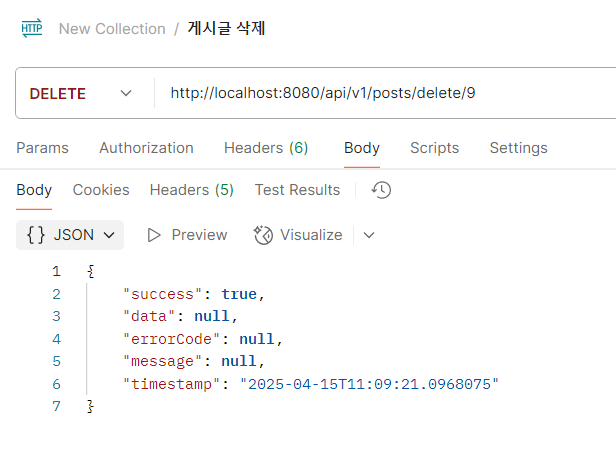 HTTP New Collection / 게시글 삭제
DELETE http://localhost:8080/api/v1/posts/delete/9
Params Authorization Headers (6) Body Scripts Settings
Body Cookies Headers (5) Test Results
{} JSON Preview Visualize
1 {
2 "success": true,
3 "data": null,
4 "errorCode": null,
5 "message": null,
6 "timestamp": "2025-04-15T11:09:21.0968075"
7 }